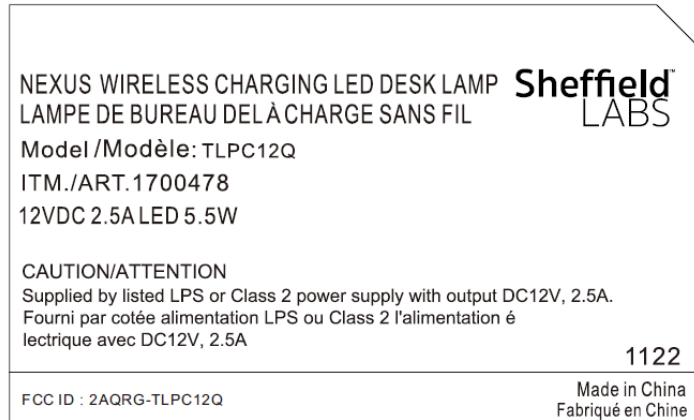 NEXUS WIRELESS CHARGING LED DESK LAMP
LAMPE DE BUREAU DEL À CHARGE SANS FIL
Sheffield™
LABS
Model /Modèle: TLPC12Q
ITM./ART.1700478
12VDC 2.5A LED 5.5W
CAUTION/ATTENTION
Supplied by listed LPS or Class 2 power supply with output DC12V, 2.5A.
Fourni par cotée alimentation LPS ou Class 2 l'alimentation é
lectrique avec DC12V, 2.5A
1122
FCC ID : 2AQRG-TLPC12Q
Made in China
Fabriqué en Chine